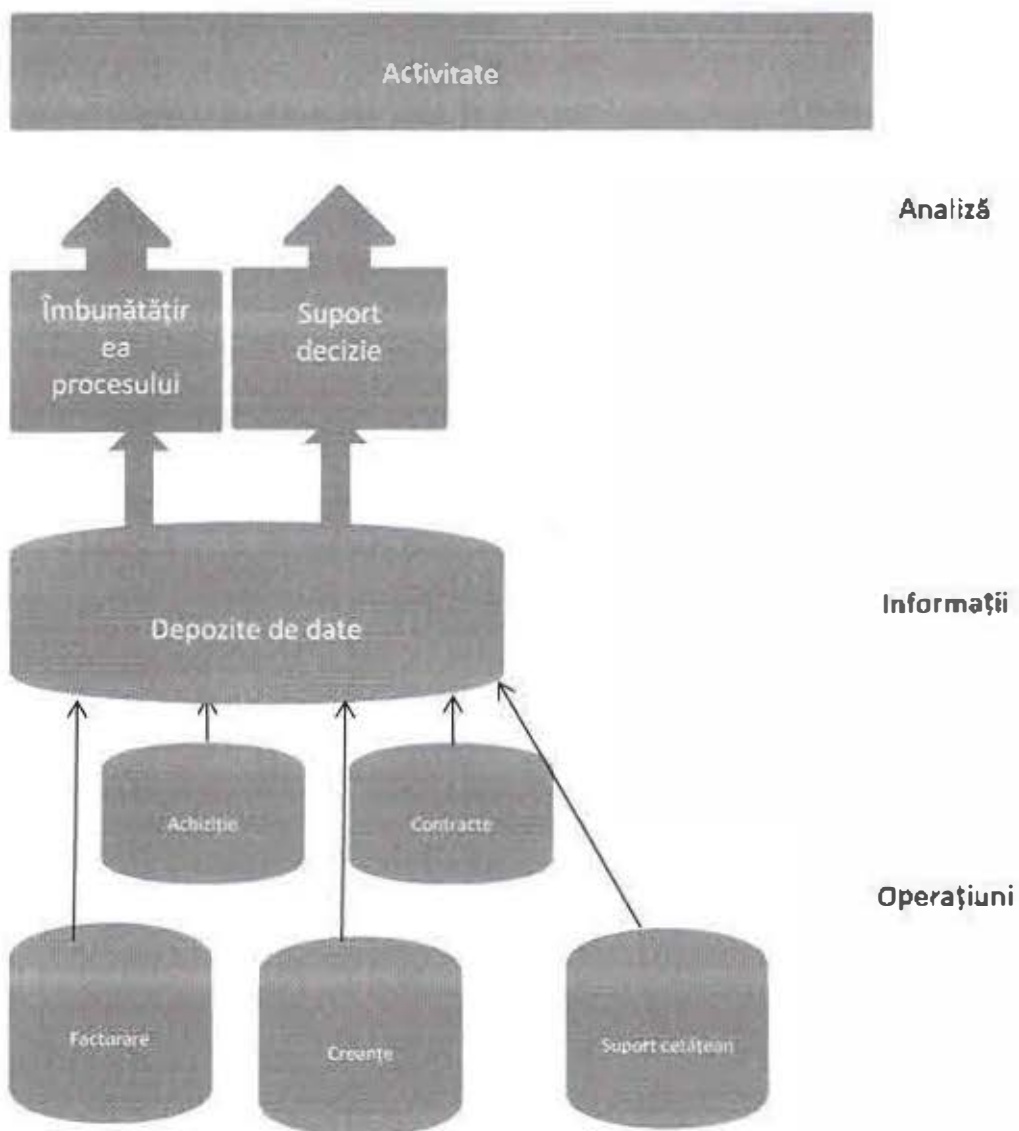 Activitate
Analiză
Îmbunătățir
ea
procesului
Suport
decizie
Informații
Depozite de date
Achiziție
Contracte
Operațiuni
Facturare
Creanțe
Suport cetățean